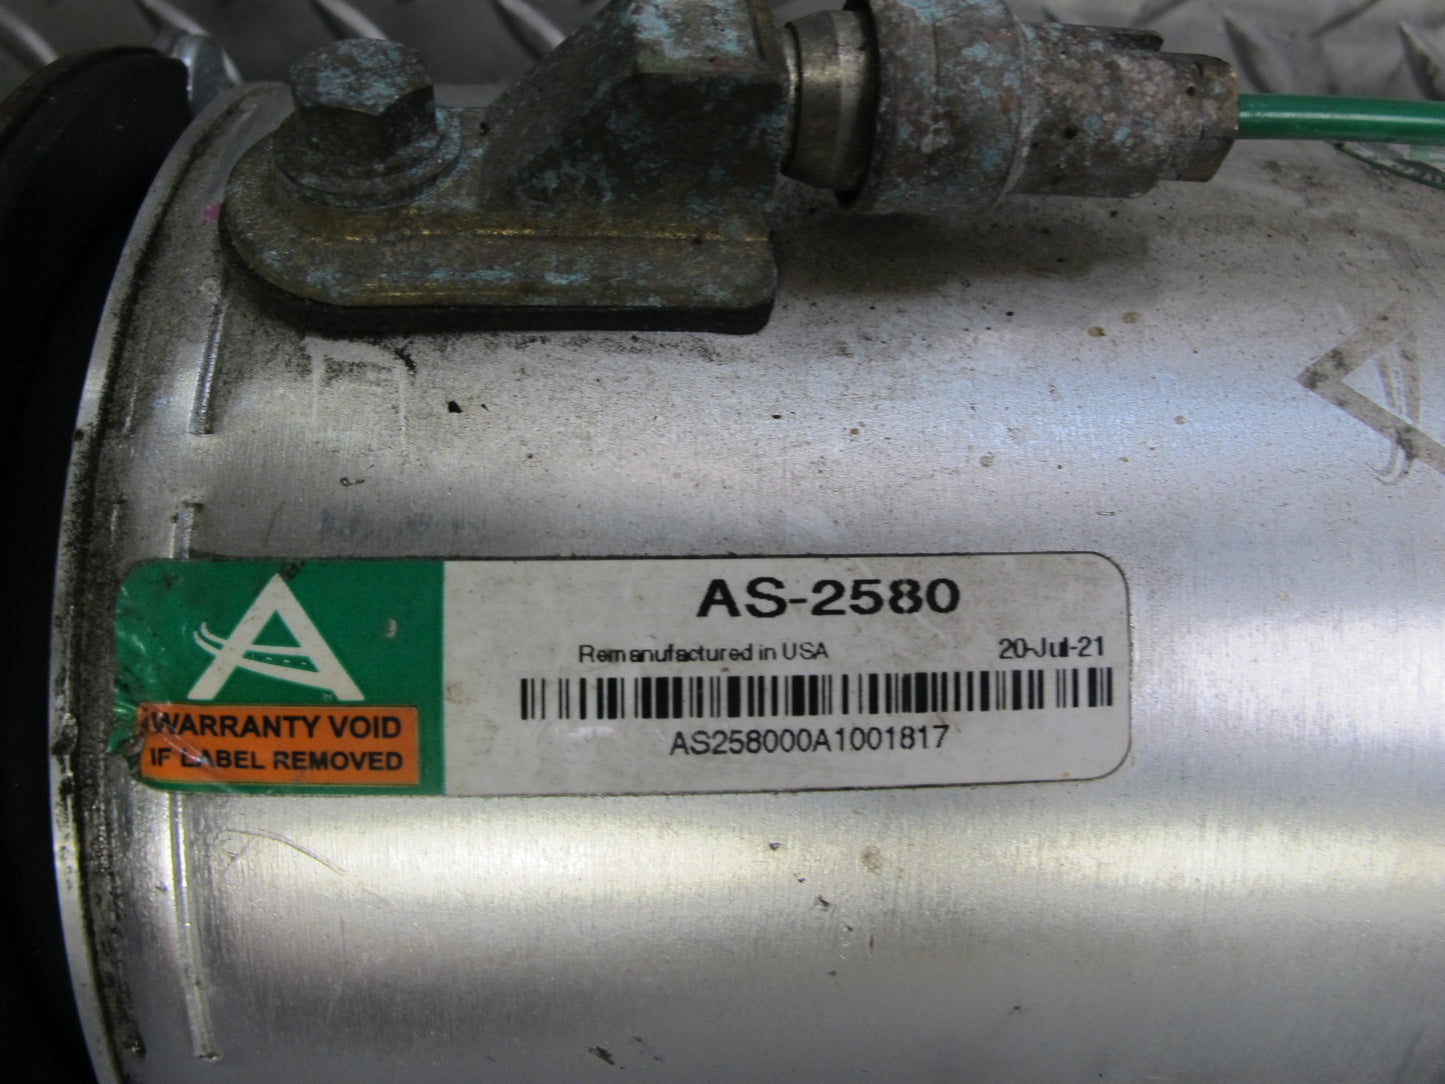 AS-2580
Remanufactured in USA 20-Jul-21
AS258000A1001817
WARRANTY VOID
IF LABEL REMOVED